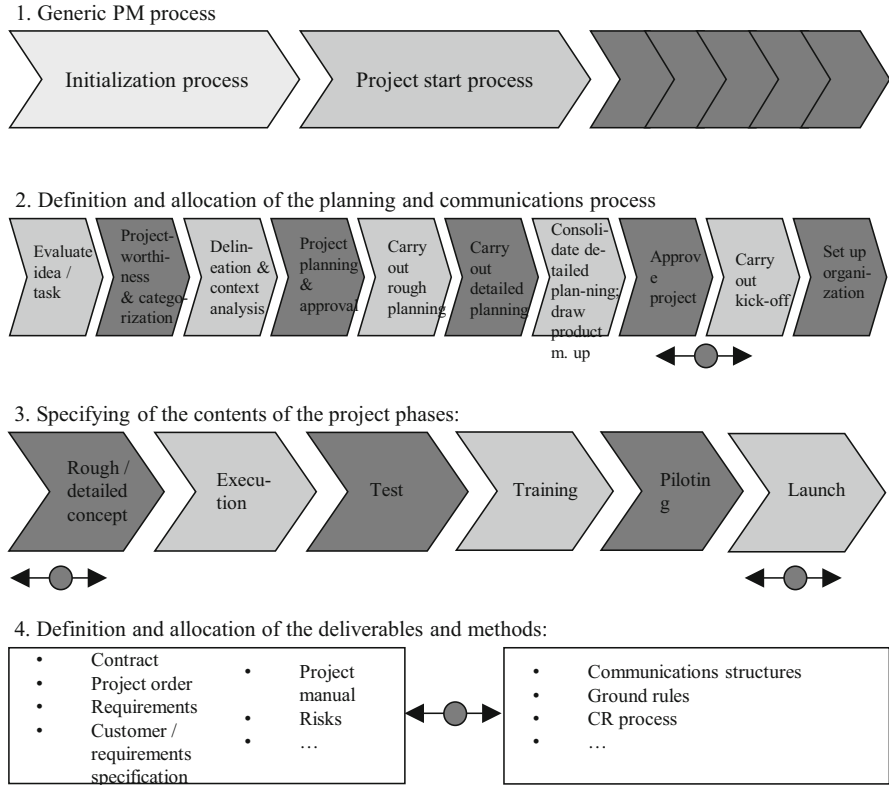 1. Generic PM process
Initialization process
Project start process
2. Definition and allocation of the planning and communications process
Evaluate
idea /
task
Project-
worthi-
ness
& catego-
rization
Delin-
eation &
context
analysis
Project
planning
&
approval
Carry
out
rough
planning
Carry
out
detailed
planning
Consoli-
date de-
tailed
plan-ning;
draw
product
m. up
Approv
e
project
Carry
out
kick-off
Set up
organi-
zation
3. Specifying of the contents of the project phases:
Rough /
detailed
concept
Execu-
tion
Test
Training
Pilotin
g
Launch
4. Definition and allocation of the deliverables and methods:
• Contract
• Project order
• Requirements
• Customer /
requirements
specification
• Project
manual
• Risks
• …
• Communications structures
• Ground rules
• CR process
• …